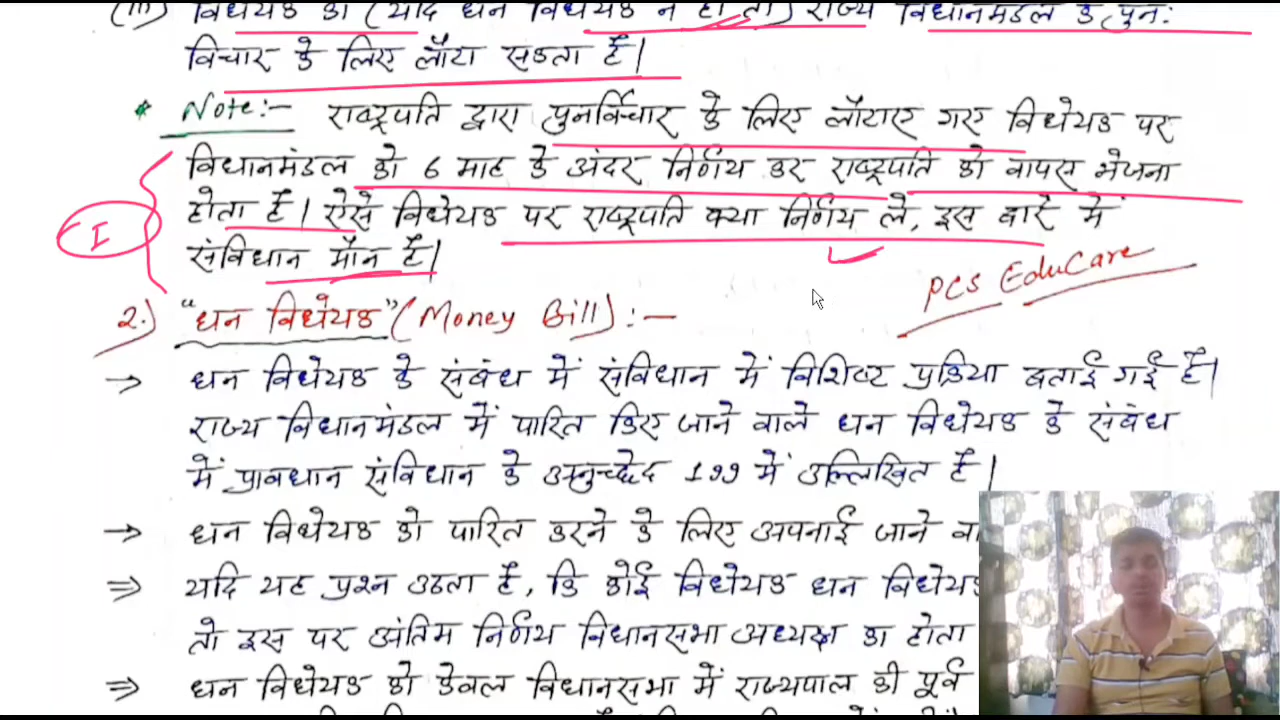 (iii) विधेयक को (यदि धन विधेयक न हो तो) राज्य विधानमंडल के पुनः
विचार के लिए लौटा सकता है|
* Note:- राष्ट्रपति द्वारा पुनर्विचार के लिए लौटाए गए विधेयक पर
विधानमंडल को 6 माह के अंदर निर्णय कर राष्ट्रपति को वापस भेजना
होता है| ऐसे विधेयक पर राष्ट्रपति क्या निर्णय ले, इस बारे में
I
संविधान मौन है|
PCS EduCare
2.) "धन विधेयक" (Money Bill):-
→ धन विधेयक के संबंध में संविधान में विशिष्ट प्रक्रिया बताई गई है|
राज्य विधानमंडल में पारित किए जाने वाले धन विधेयक के संबंध
में प्रावधान संविधान के अनुच्छेद 199 में उल्लिखित है|
→ धन विधेयक को पारित करने के लिए अपनाई जाने वा
⇒ यदि यह प्रश्न उठता है, कि कोई विधेयक धन विधेयक
तो इस पर अंतिम निर्णय विधानसभा अध्यक्ष का होता
⇒ धन विधेयक को केवल विधानसभा में राज्यपाल की पूर्व